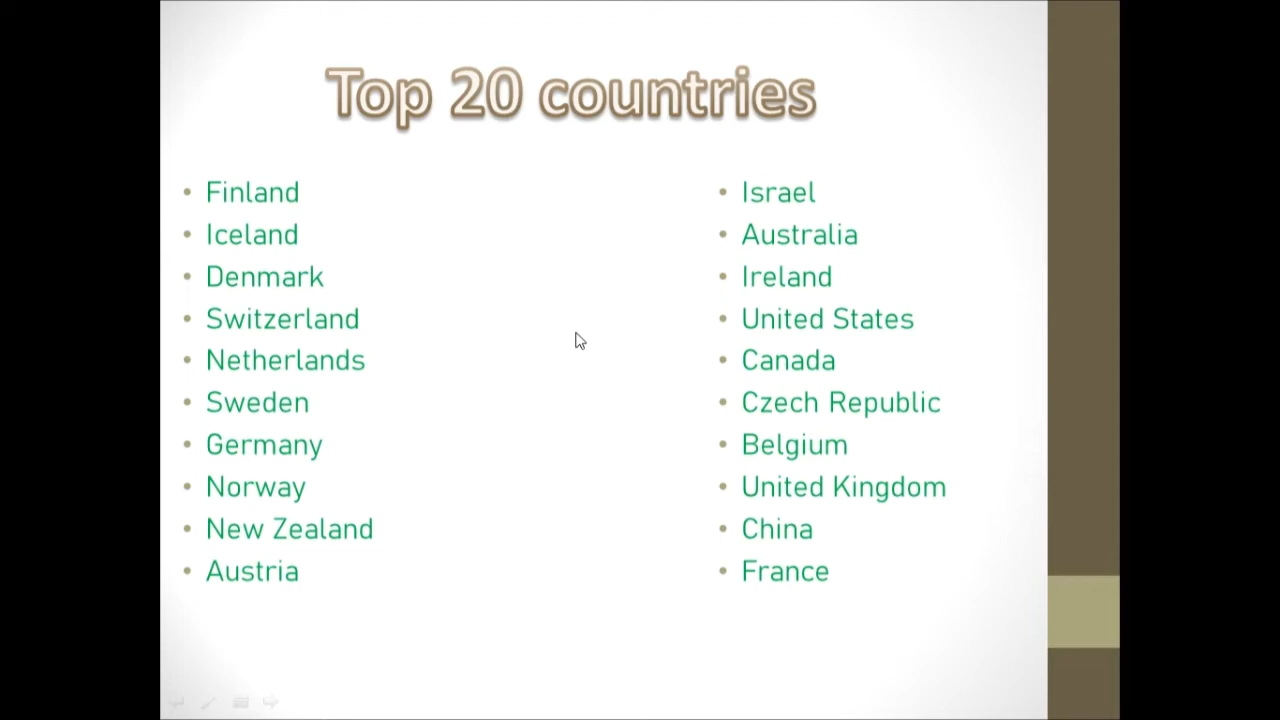 Top 20 countries
Finland
Iceland
Denmark
Switzerland
Netherlands
Sweden
Germany
Norway
New Zealand
Austria
Israel
Australia
Ireland
United States
Canada
Czech Republic
Belgium
United Kingdom
China
France